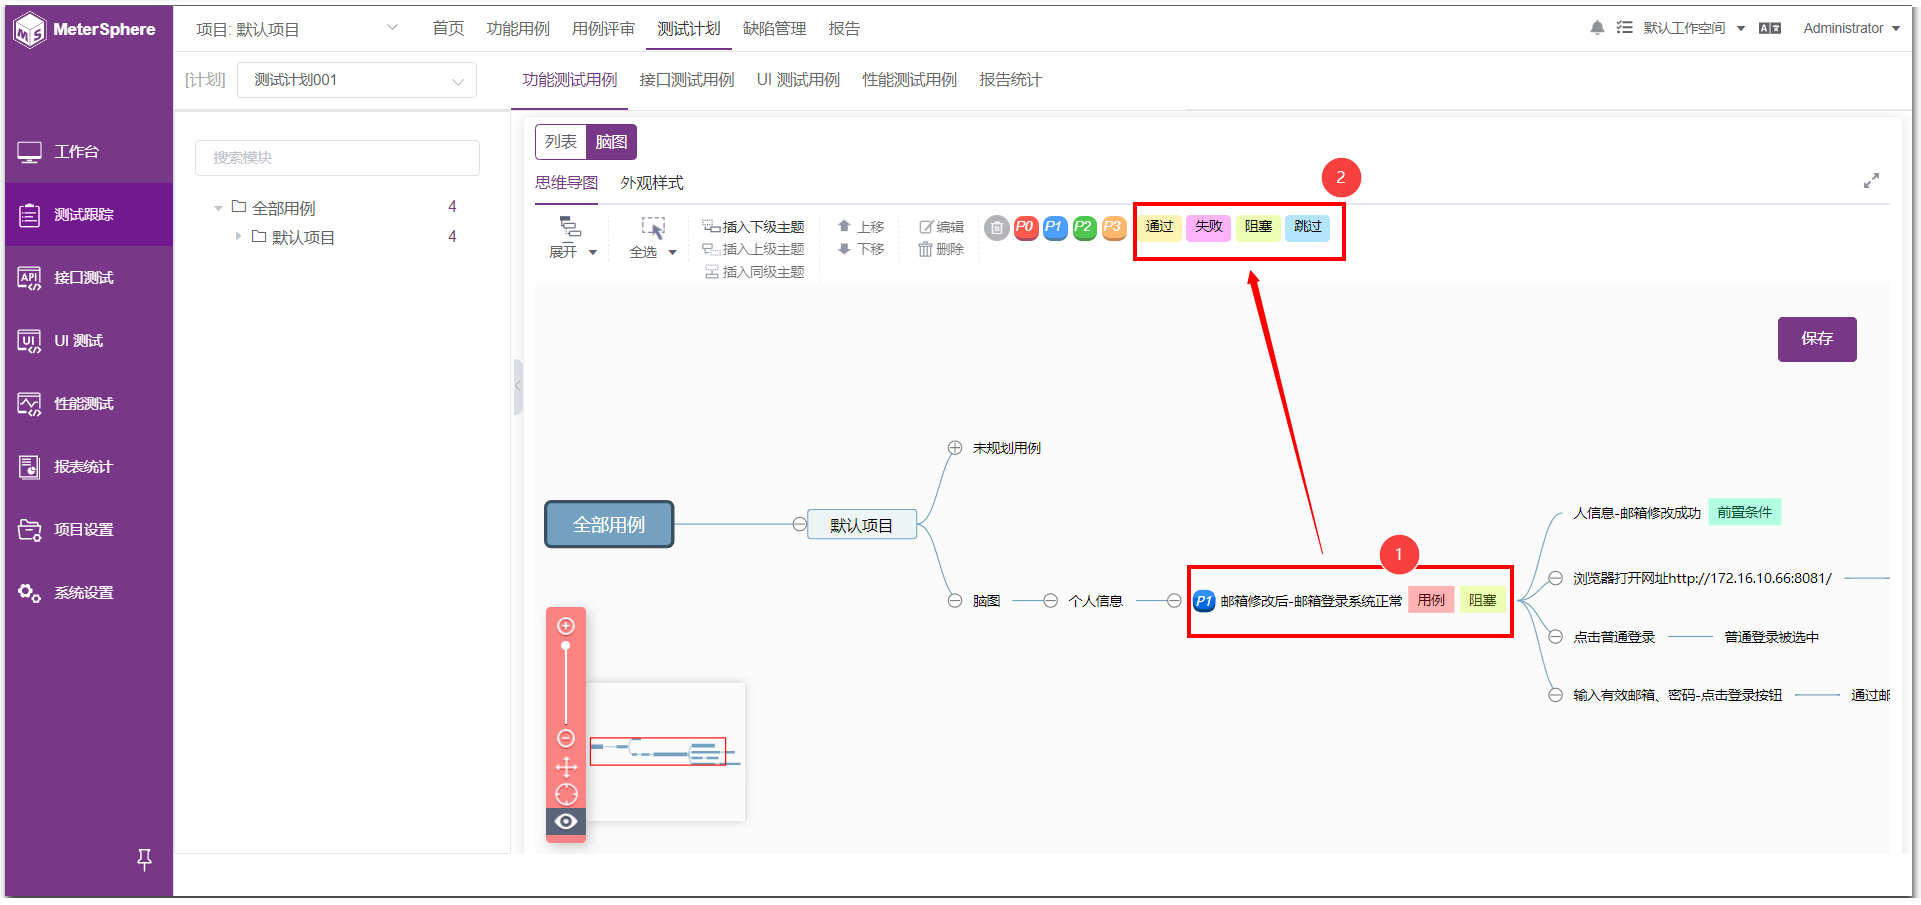 MeterSphere
项目: 默认项目
首页 功能用例 用例评审 测试计划 缺陷管理 报告
默认工作空间
Administrator
[计划] 测试计划001
功能测试用例 接口测试用例 UI 测试用例 性能测试用例 报告统计
工作台
测试跟踪
接口测试
UI 测试
性能测试
报表统计
项目设置
系统设置
搜索模块
全部用例 4
默认项目 4
列表 脑图
思维导图 外观样式
2
展开
全选
插入下级主题
插入上级主题
插入同级主题
上移
下移
编辑
删除
P0 P1 P2 P3
通过 失败 阻塞 跳过
保存
未规划用例
全部用例
默认项目
脑图
个人信息
1
P1 邮箱修改后-邮箱登录系统正常 用例 阻塞
人信息-邮箱修改成功 前置条件
浏览器打开网址http://172.16.10.66:8081/
点击普通登录 普通登录被选中
输入有效邮箱、密码-点击登录按钮 通过邮